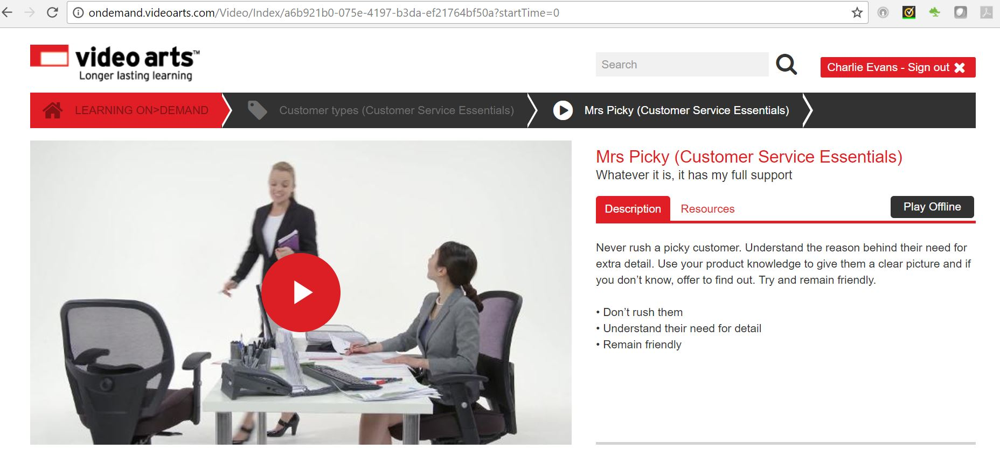 ondemand.videoarts.com/Video/Index/a6b921b0-075e-4197-b3da-ef21764bf50a?startTime=0
video arts™
Longer lasting learning
Search
Charlie Evans - Sign out
LEARNING ON>DEMAND
Customer types (Customer Service Essentials)
Mrs Picky (Customer Service Essentials)
Mrs Picky (Customer Service Essentials)
Whatever it is, it has my full support
Description
Resources
Play Offline
Never rush a picky customer. Understand the reason behind their need for
extra detail. Use your product knowledge to give them a clear picture and if
you don’t know, offer to find out. Try and remain friendly.
• Don’t rush them
• Understand their need for detail
• Remain friendly